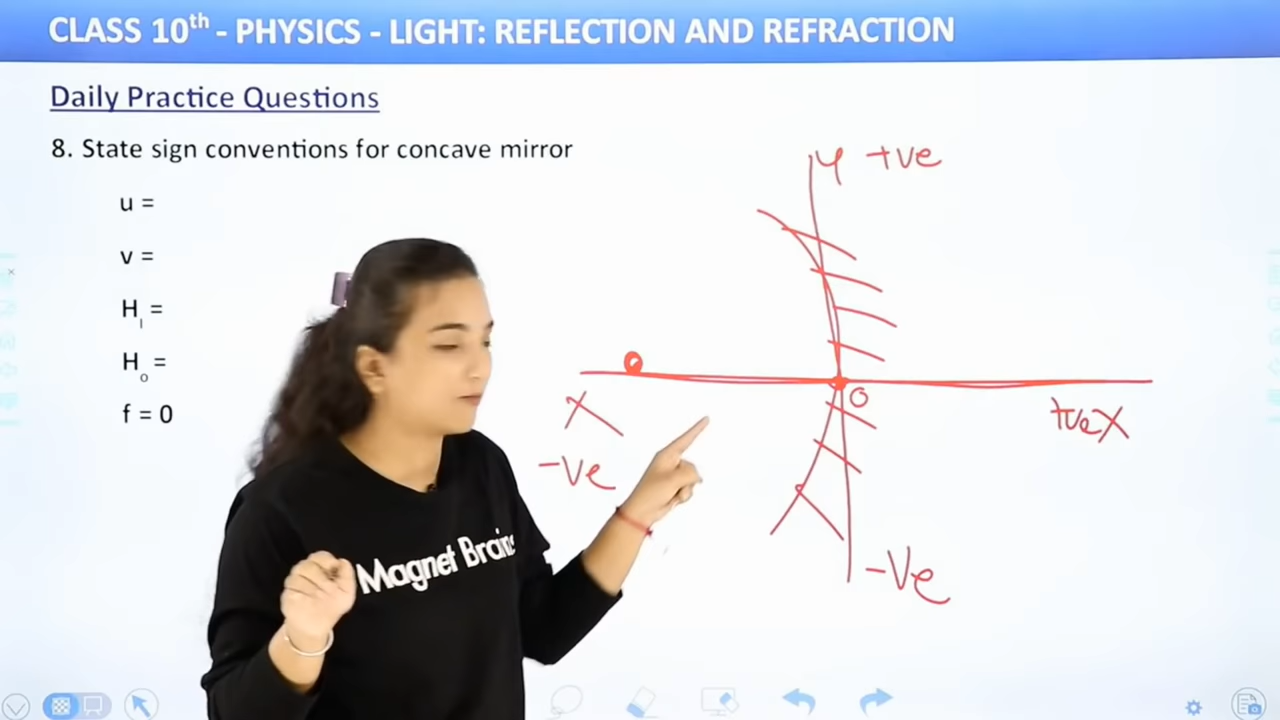 CLASS 10th - PHYSICS - LIGHT: REFLECTION AND REFRACTION
Daily Practice Questions
8. State sign conventions for concave mirror
u =
v =
HI =
Ho =
f = 0
y +ve
O
X
+ve X
-ve
-ve
Magnet Brains